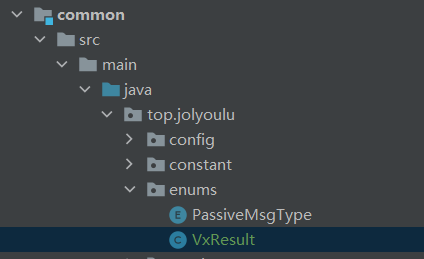 common
src
main
java
top.jolyoulu
config
constant
enums
E PassiveMsgType
C VxResult